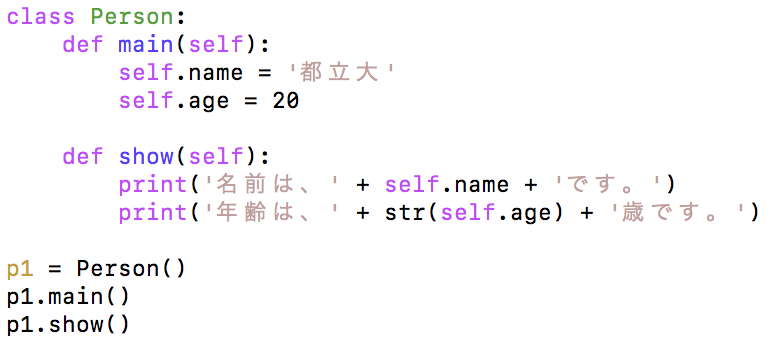 class Person:
    def main(self):
        self.name = '都立大'
        self.age = 20

    def show(self):
        print('名前は、' + self.name + 'です。')
        print('年齢は、' + str(self.age) + '歳です。')

p1 = Person()
p1.main()
p1.show()